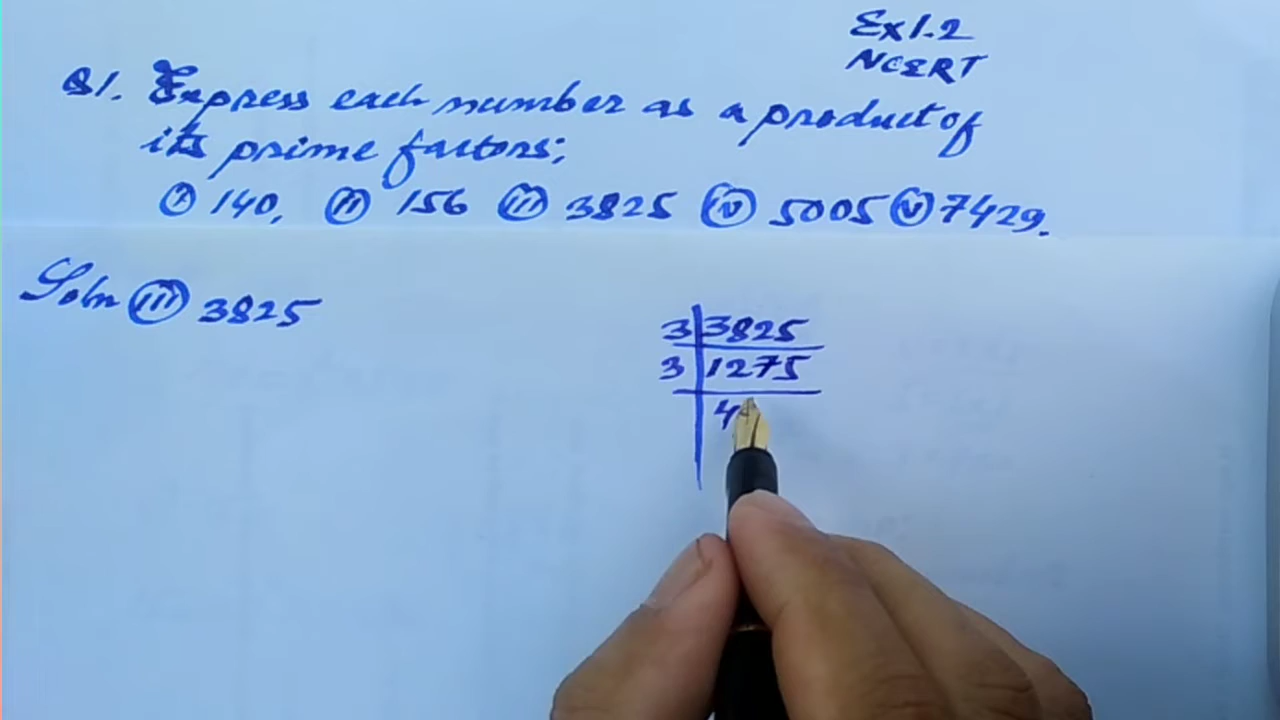 Ex 1.2
NCERT
Q1. Express each number as a product of
its prime factors;
(i) 140, (ii) 156 (iii) 3825 (iv) 5005 (v) 7429.
Soln (iii) 3825
3 3825
3 1275
4